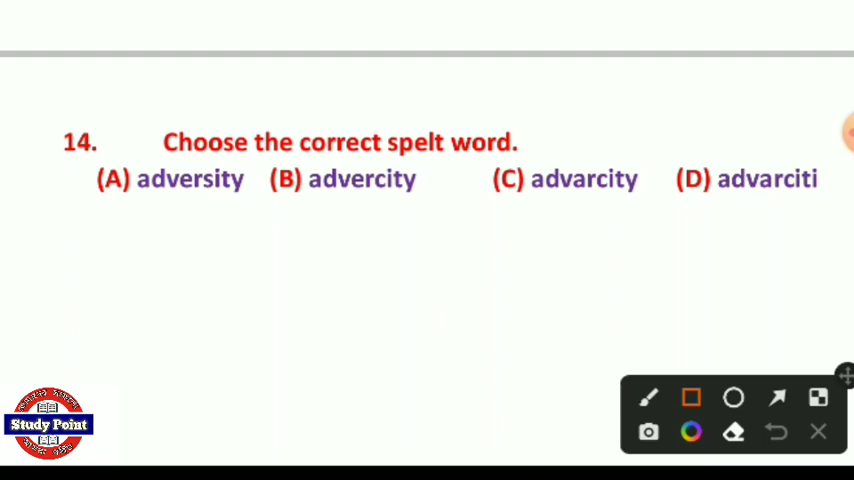 14. Choose the correct spelt word.
(A) adversity (B) advercity (C) advarcity (D) advarciti
Study Point